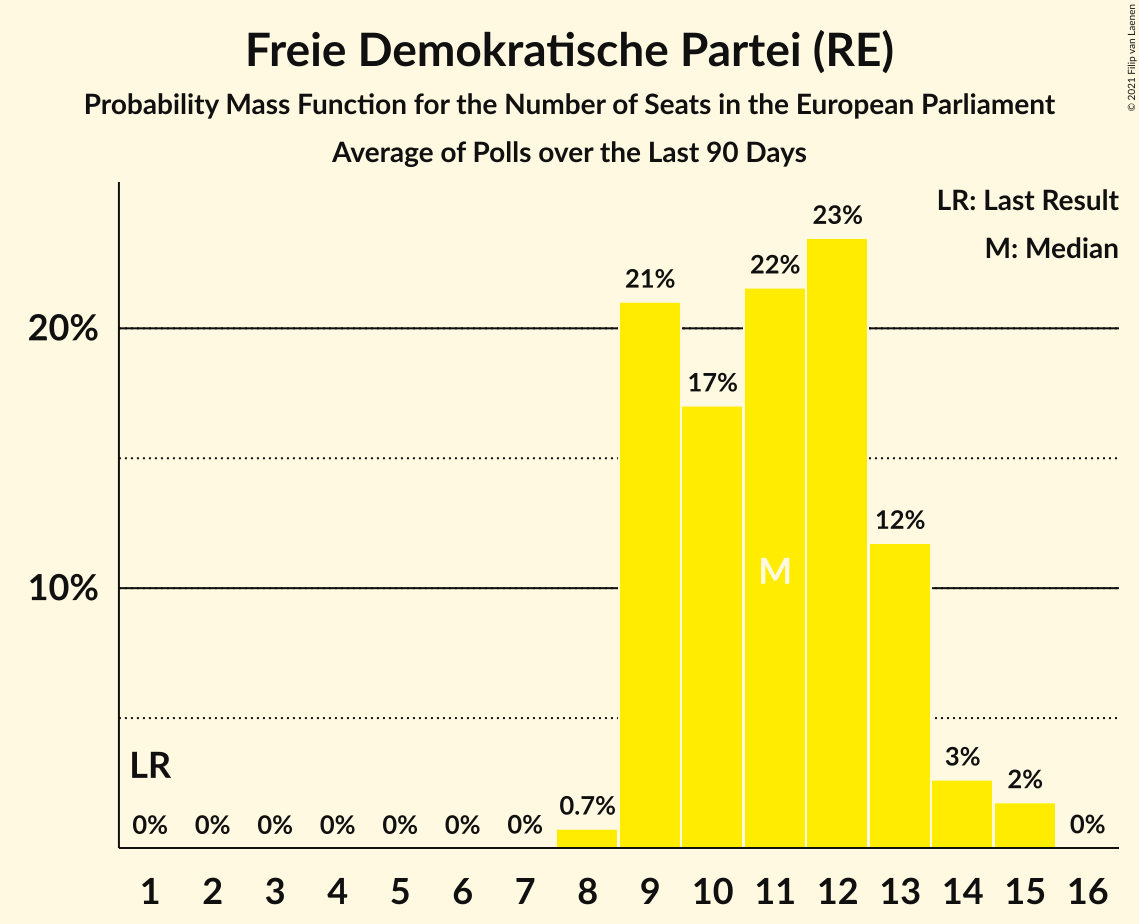 Freie Demokratische Partei (RE)
Probability Mass Function for the Number of Seats in the European Parliament
Average of Polls over the Last 90 Days
© 2021 Filip van Laenen
LR: Last Result
M: Median
23%
22%
21%
20%
17%
12%
M
10%
LR
3%
2%
0.7%
0% 0% 0% 0% 0% 0% 0% 0%
1 2 3 4 5 6 7 8 9 10 11 12 13 14 15 16